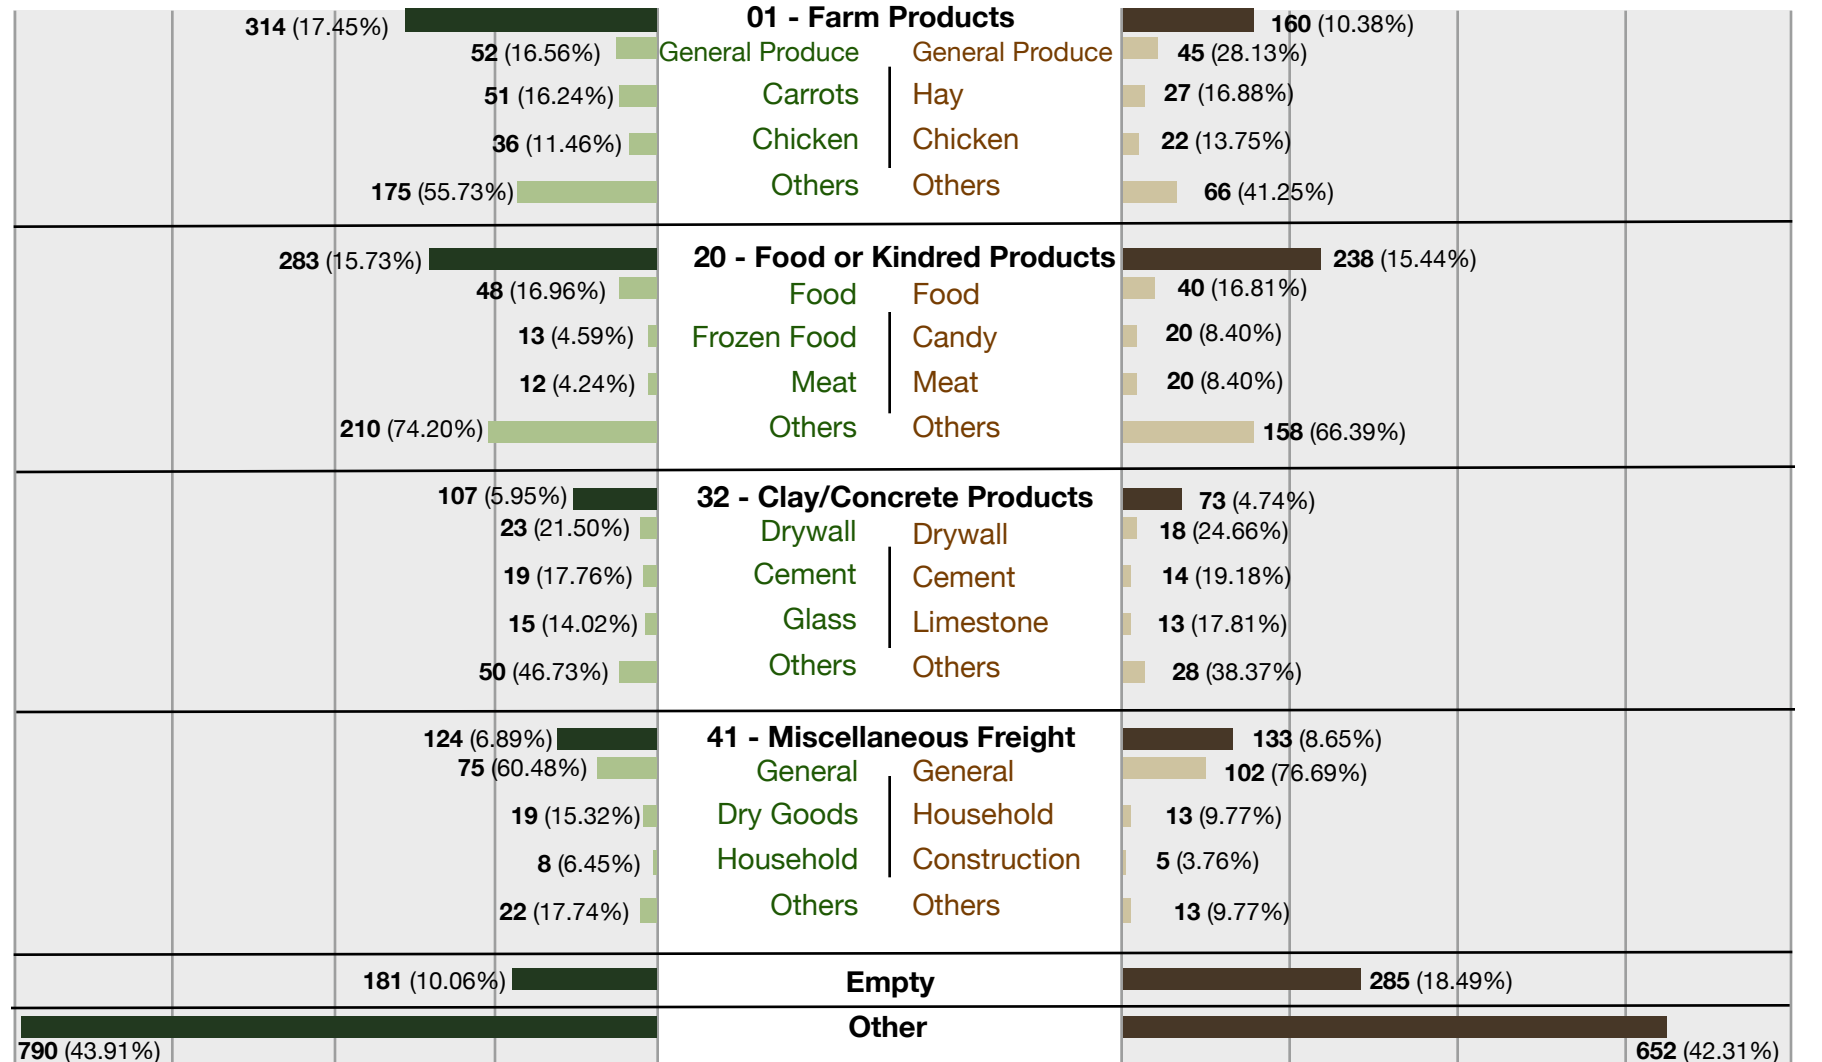 314 (17.45%) 01 - Farm Products 160 (10.38%)
52 (16.56%) General Produce General Produce 45 (28.13%)
51 (16.24%) Carrots Hay 27 (16.88%)
36 (11.46%) Chicken Chicken 22 (13.75%)
175 (55.73%) Others Others 66 (41.25%)
283 (15.73%) 20 - Food or Kindred Products 238 (15.44%)
48 (16.96%) Food Food 40 (16.81%)
13 (4.59%) Frozen Food Candy 20 (8.40%)
12 (4.24%) Meat Meat 20 (8.40%)
210 (74.20%) Others Others 158 (66.39%)
107 (5.95%) 32 - Clay/Concrete Products 73 (4.74%)
23 (21.50%) Drywall Drywall 18 (24.66%)
19 (17.76%) Cement Cement 14 (19.18%)
15 (14.02%) Glass Limestone 13 (17.81%)
50 (46.73%) Others Others 28 (38.37%)
124 (6.89%) 41 - Miscellaneous Freight 133 (8.65%)
75 (60.48%) General General 102 (76.69%)
19 (15.32%) Dry Goods Household 13 (9.77%)
8 (6.45%) Household Construction 5 (3.76%)
22 (17.74%) Others Others 13 (9.77%)
181 (10.06%) Empty 285 (18.49%)
Other
790 (43.91%) 652 (42.31%)